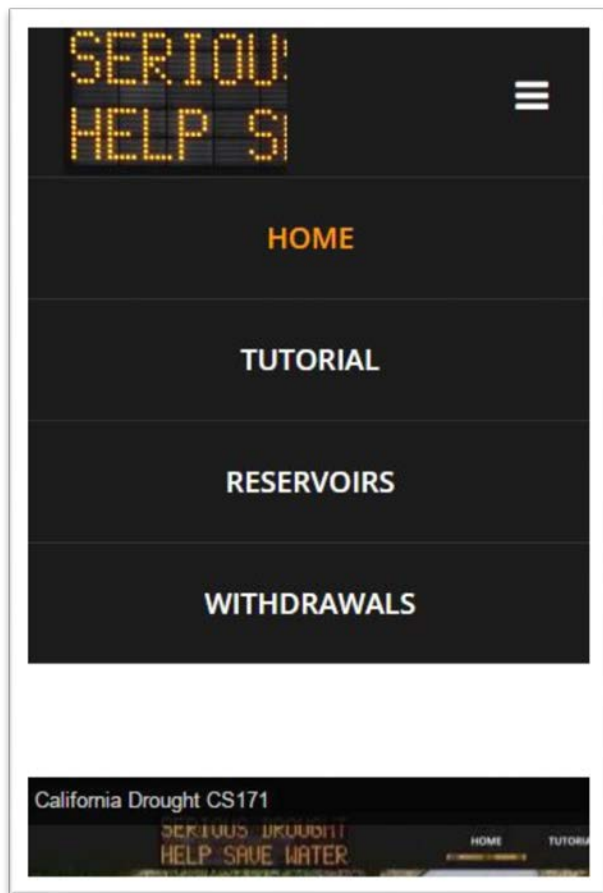 SERIOU
HELP S
HOME
TUTORIAL
RESERVOIRS
WITHDRAWALS
California Drought CS171
SERIOUS DROUGHT
HELP SAVE WATER
HOME TUTORIA